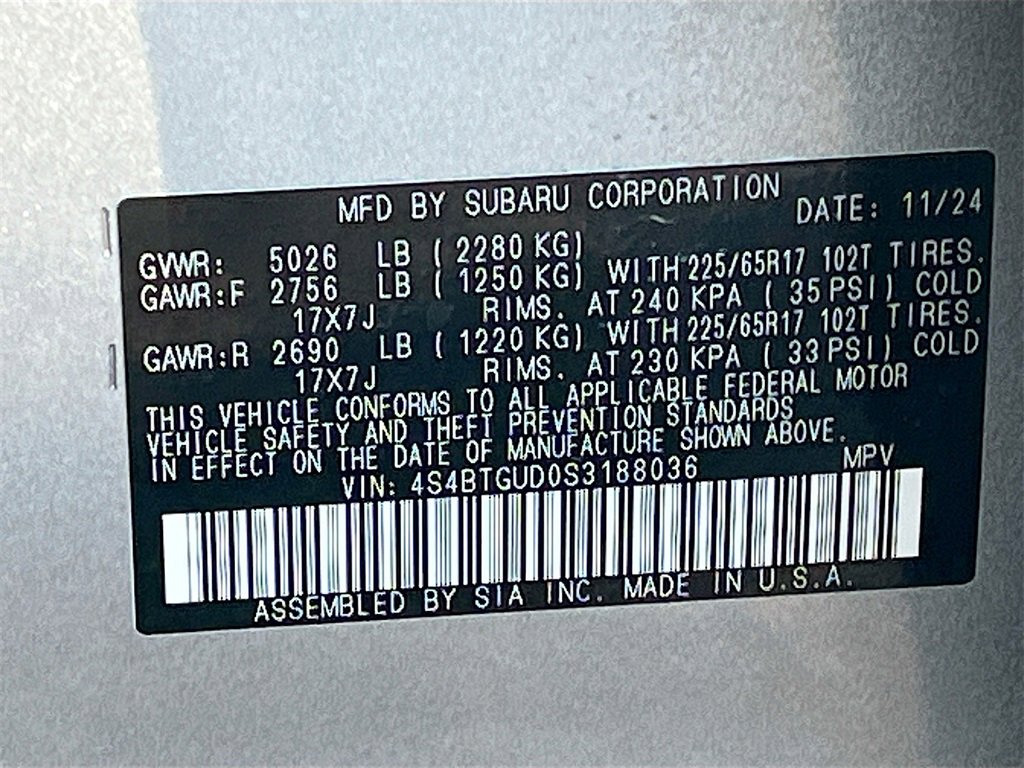 MFD BY SUBARU CORPORATION DATE: 11/24
GVWR: 5026 LB ( 2280 KG)
GAWR:F 2756 LB ( 1250 KG) WITH 225/65R17 102T TIRES.
17X7J RIMS. AT 240 KPA ( 35 PSI) COLD
GAWR:R 2690 LB ( 1220 KG) WITH 225/65R17 102T TIRES.
17X7J RIMS. AT 230 KPA ( 33 PSI) COLD
THIS VEHICLE CONFORMS TO ALL APPLICABLE FEDERAL MOTOR
VEHICLE SAFETY AND THEFT PREVENTION STANDARDS
IN EFFECT ON THE DATE OF MANUFACTURE SHOWN ABOVE.
VIN: 4S4BTGUD0S3188036 MPV
ASSEMBLED BY SIA INC. MADE IN U.S.A.